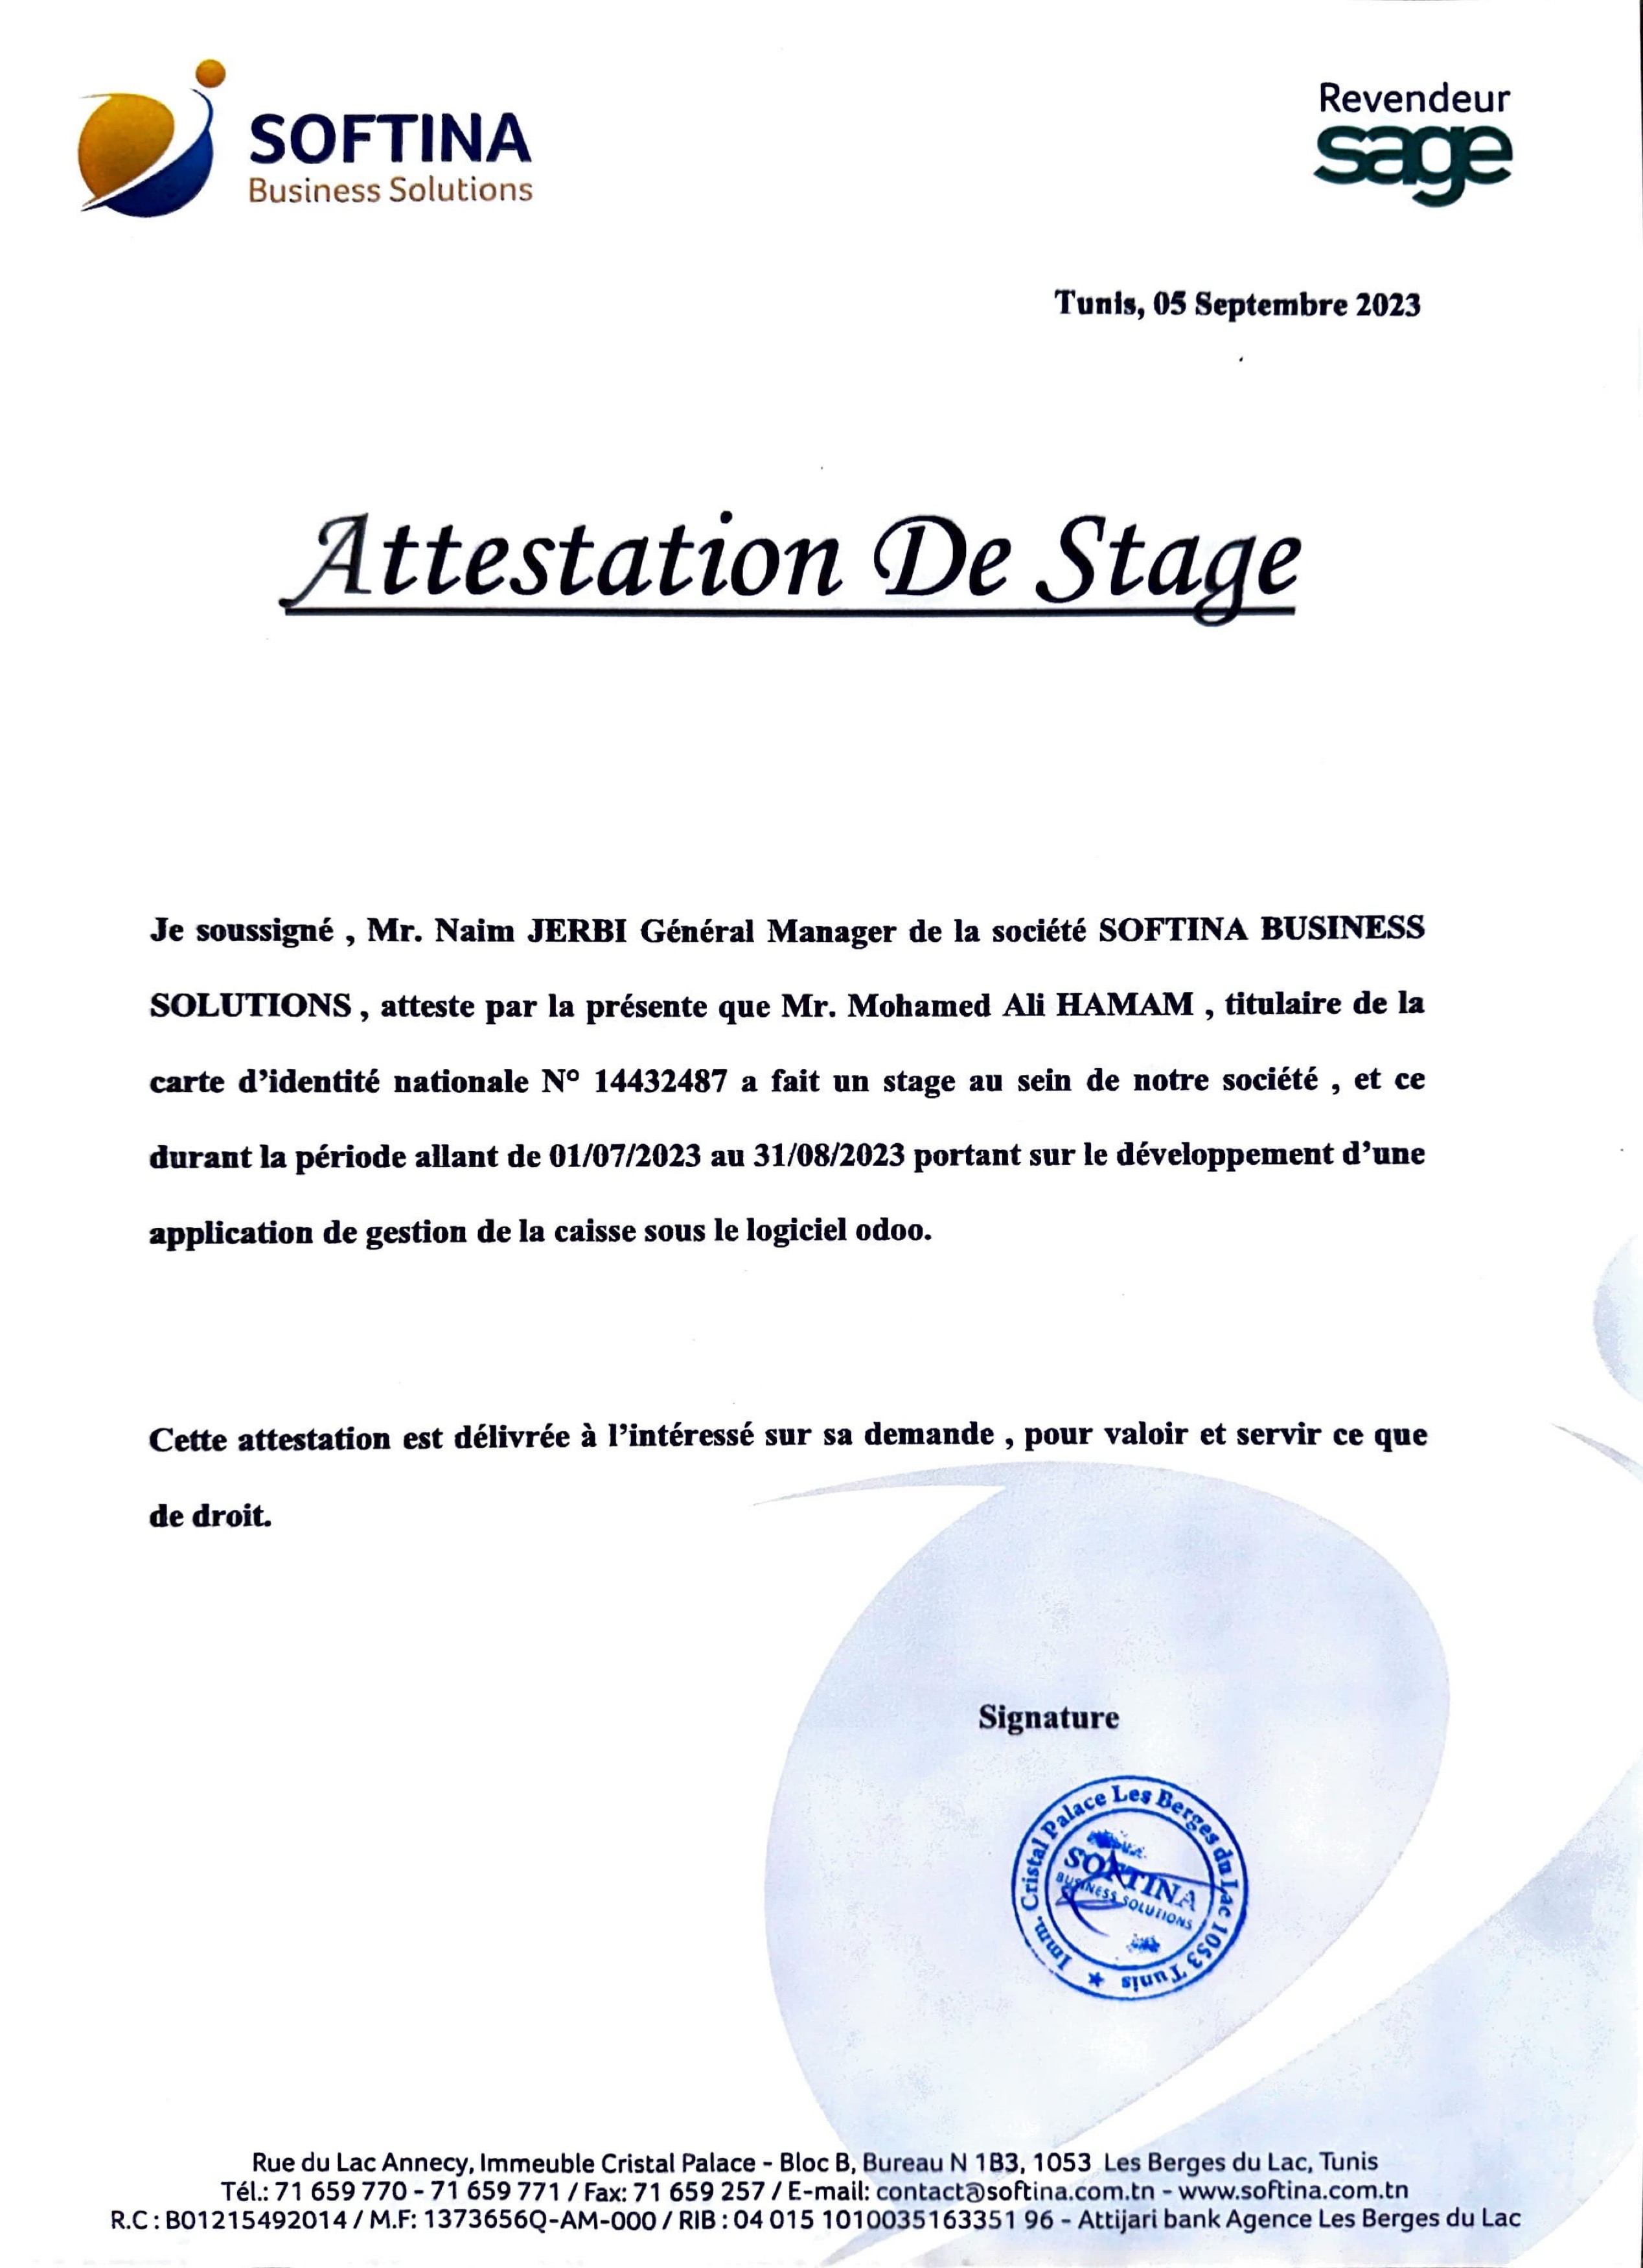 SOFTINA
Business Solutions
Revendeur
sage
Tunis, 05 Septembre 2023
Attestation De Stage
Je soussigné , Mr. Naim JERBI Général Manager de la société SOFTINA BUSINESS
SOLUTIONS , atteste par la présente que Mr. Mohamed Ali HAMAM , titulaire de la
carte d’identité nationale N° 14432487 a fait un stage au sein de notre société , et ce
durant la période allant de 01/07/2023 au 31/08/2023 portant sur le développement d’une
application de gestion de la caisse sous le logiciel odoo.
Cette attestation est délivrée à l’intéressé sur sa demande , pour valoir et servir ce que
de droit.
Signature
Imm. Cristal Palace Les Berges du Lac 1053 Tunis
SOFTINA
BUSINESS SOLUTIONS
Rue du Lac Annecy, Immeuble Cristal Palace - Bloc B, Bureau N 1B3, 1053 Les Berges du Lac, Tunis
Tél.: 71 659 770 - 71 659 771 / Fax: 71 659 257 / E-mail: contact@softina.com.tn - www.softina.com.tn
R.C : B01215492014 / M.F: 1373656Q-AM-000 / RIB : 04 015 1010035163351 96 - Attijari bank Agence Les Berges du Lac